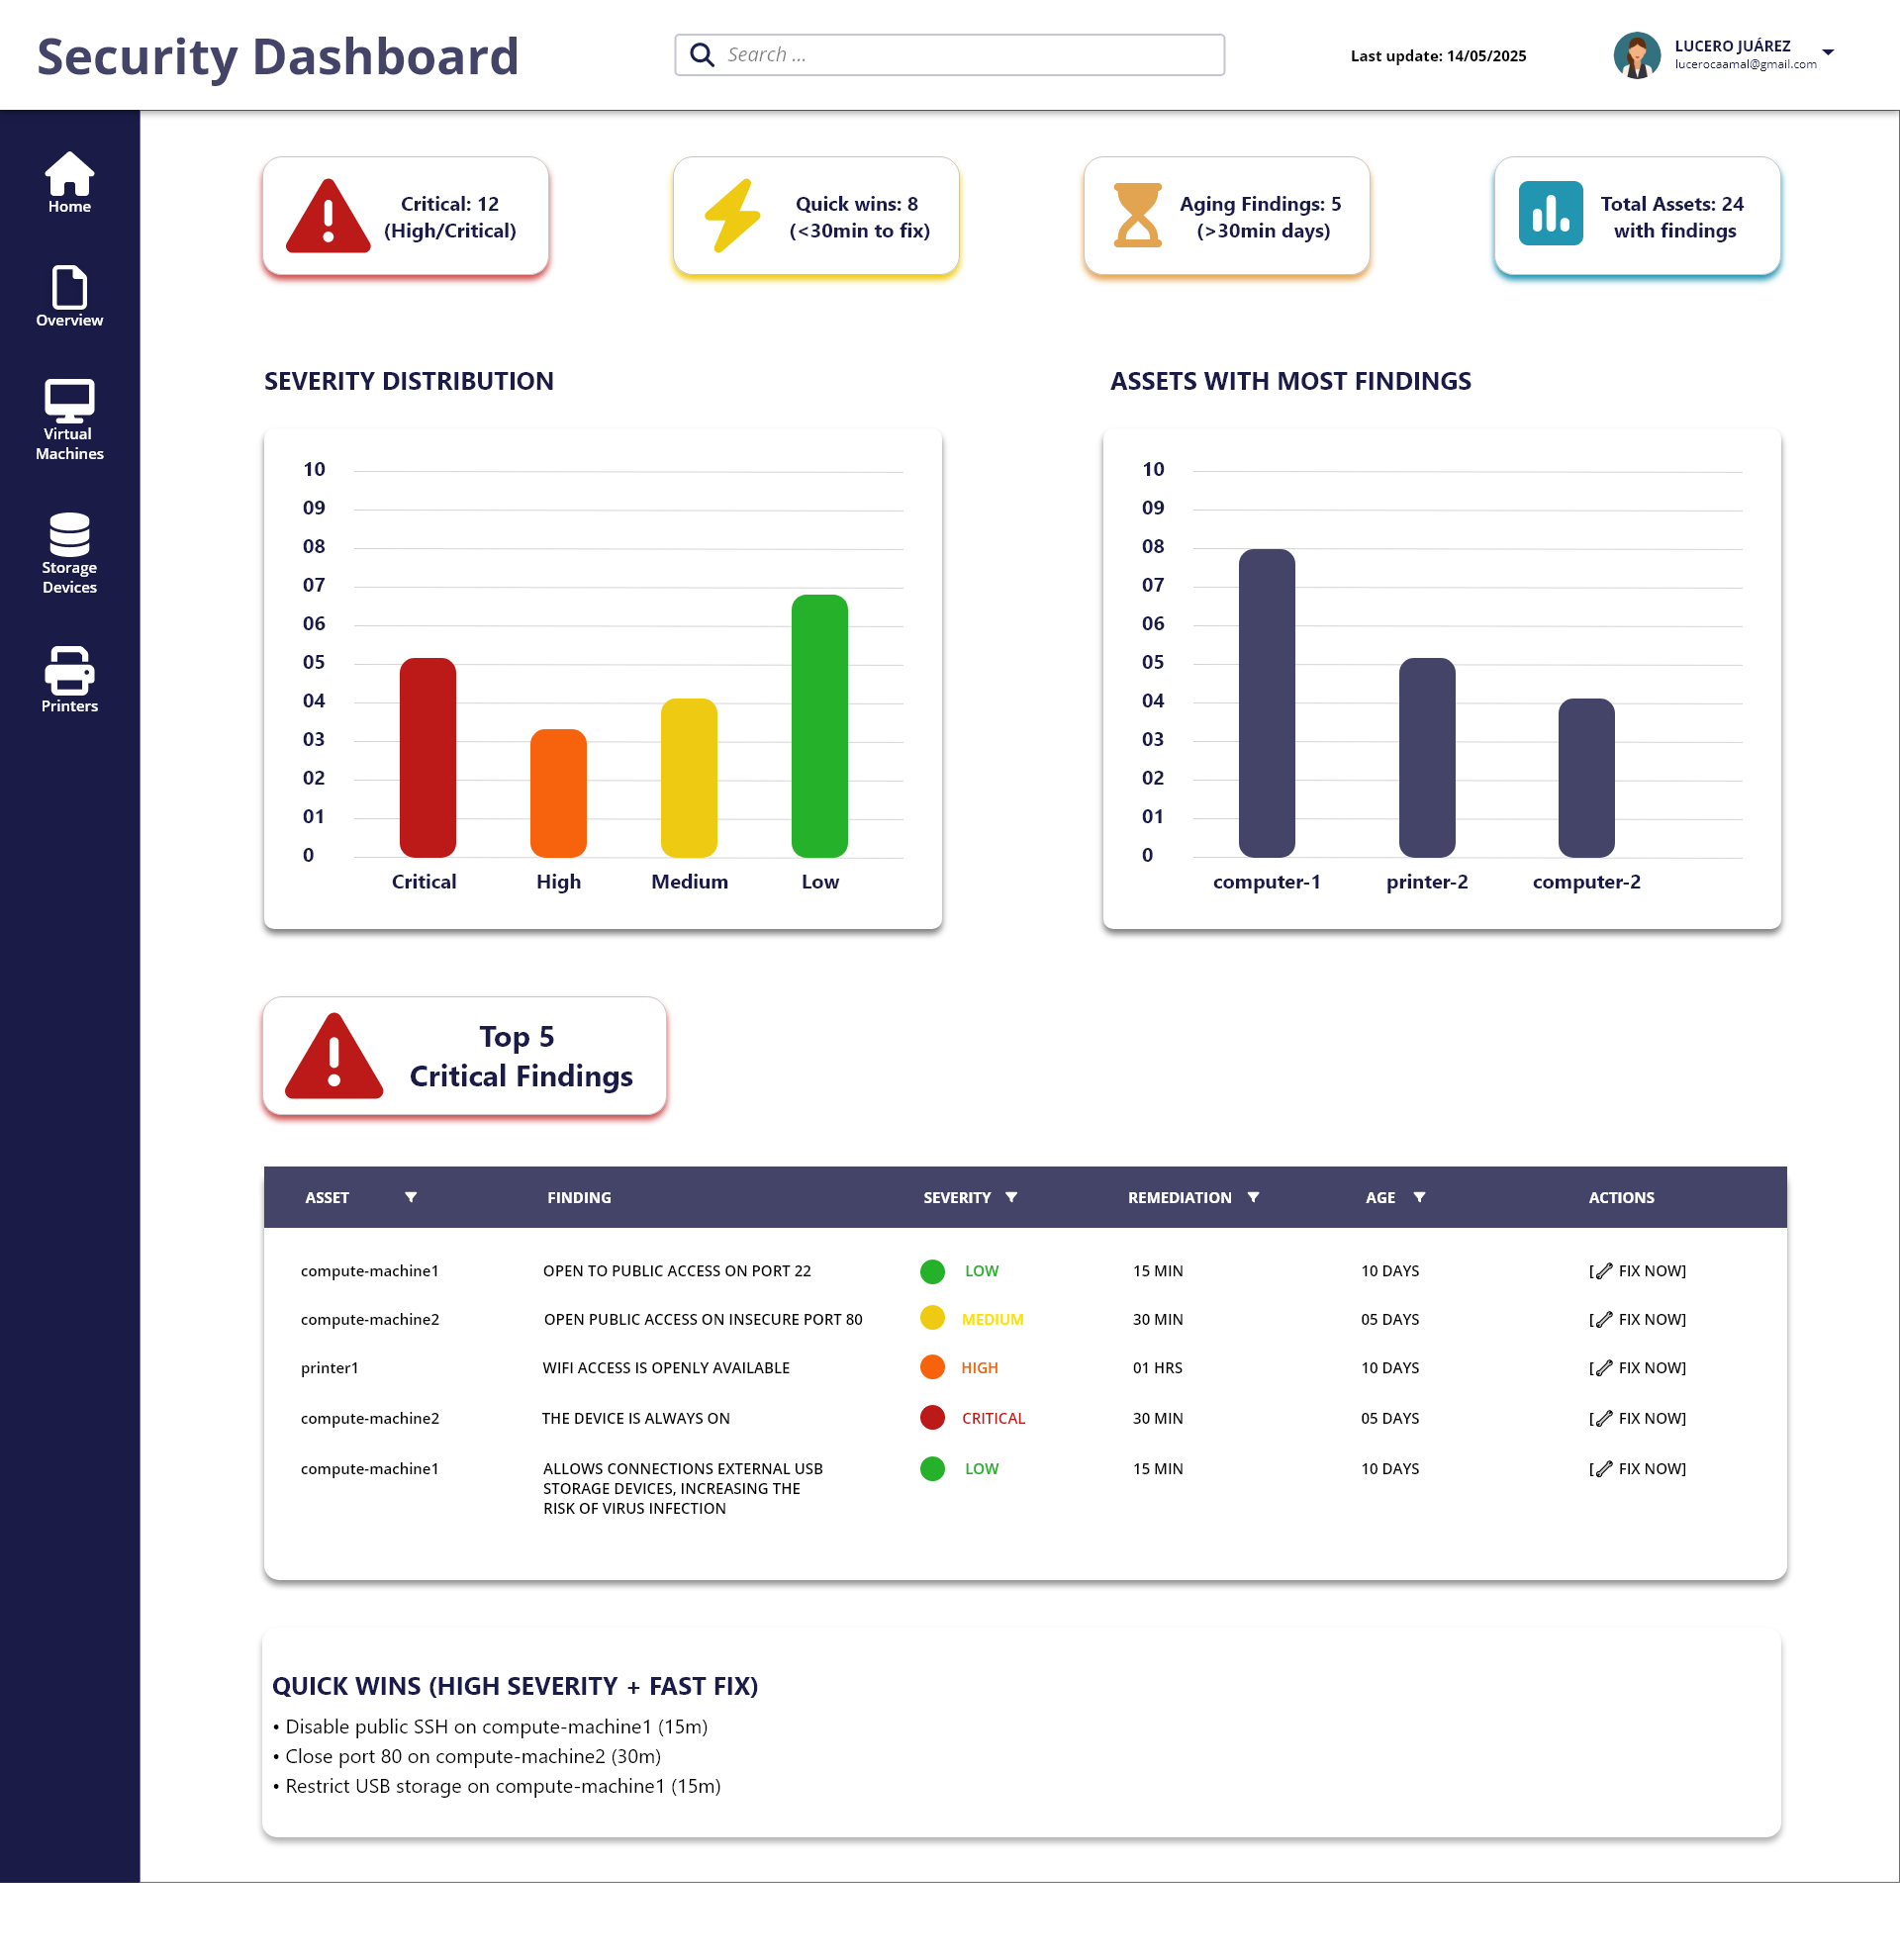 Security Dashboard
Search ...
Last update: 14/05/2025
LUCERO JUÁREZ
lucerocaamal@gmail.com
Home
Overview
Virtual
Machines
Storage
Devices
Printers
Critical: 12
(High/Critical)
Quick wins: 8
(<30min to fix)
Aging Findings: 5
(>30min days)
Total Assets: 24
with findings
SEVERITY DISTRIBUTION
10
09
08
07
06
05
04
03
02
01
0
Critical High Medium Low
ASSETS WITH MOST FINDINGS
10
09
08
07
06
05
04
03
02
01
0
computer-1 printer-2 computer-2
Top 5
Critical Findings
ASSET FINDING SEVERITY REMEDIATION AGE ACTIONS
compute-machine1 OPEN TO PUBLIC ACCESS ON PORT 22 LOW 15 MIN 10 DAYS [ FIX NOW]
compute-machine2 OPEN PUBLIC ACCESS ON INSECURE PORT 80 MEDIUM 30 MIN 05 DAYS [ FIX NOW]
printer1 WIFI ACCESS IS OPENLY AVAILABLE HIGH 01 HRS 10 DAYS [ FIX NOW]
compute-machine2 THE DEVICE IS ALWAYS ON CRITICAL 30 MIN 05 DAYS [ FIX NOW]
compute-machine1 ALLOWS CONNECTIONS EXTERNAL USB LOW 15 MIN 10 DAYS [ FIX NOW]
STORAGE DEVICES, INCREASING THE
RISK OF VIRUS INFECTION
QUICK WINS (HIGH SEVERITY + FAST FIX)
• Disable public SSH on compute-machine1 (15m)
• Close port 80 on compute-machine2 (30m)
• Restrict USB storage on compute-machine1 (15m)